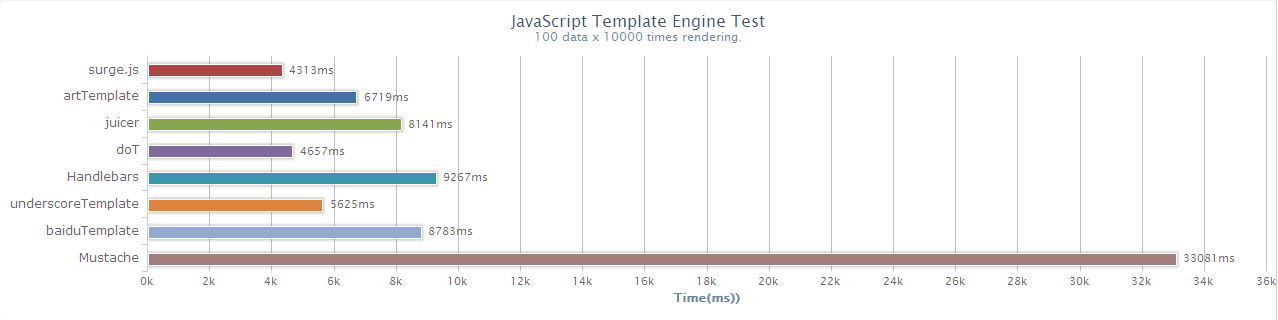 JavaScript Template Engine Test
100 data x 10000 times rendering.
surge.js 4313ms
artTemplate 6719ms
juicer 8141ms
doT 4657ms
Handlebars 9267ms
underscoreTemplate 5625ms
baiduTemplate 8783ms
Mustache 33081ms
0k 2k 4k 6k 8k 10k 12k 14k 16k 18k 20k 22k 24k 26k 28k 30k 32k 34k 36k
Time(ms))